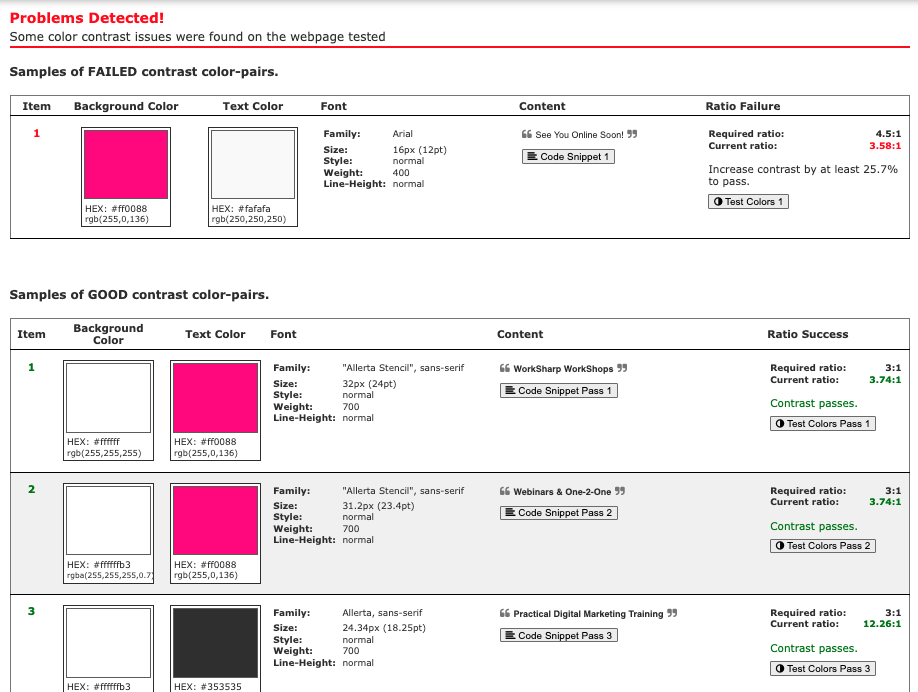 Problems Detected!
Some color contrast issues were found on the webpage tested
Samples of FAILED contrast color-pairs.
Item Background Color Text Color Font Content Ratio Failure
1
HEX: #ff0088
rgb(255,0,136)
HEX: #fafafa
rgb(250,250,250)
Family: Arial
Size: 16px (12pt)
Style: normal
Weight: 400
Line-Height: normal
❝ See You Online Soon! ❞
Code Snippet 1
Required ratio: 4.5:1
Current ratio: 3.58:1
Increase contrast by at least 25.7%
to pass.
Test Colors 1
Samples of GOOD contrast color-pairs.
Item Background Color Text Color Font Content Ratio Success
1
HEX: #ffffff
rgb(255,255,255)
HEX: #ff0088
rgb(255,0,136)
Family: "Allerta Stencil", sans-serif
Size: 32px (24pt)
Style: normal
Weight: 700
Line-Height: normal
❝ WorkSharp WorkShops ❞
Code Snippet Pass 1
Required ratio: 3:1
Current ratio: 3.74:1
Contrast passes.
Test Colors Pass 1
2
HEX: #ffffffb3
rgba(255,255,255,0.7)
HEX: #ff0088
rgb(255,0,136)
Family: "Allerta Stencil", sans-serif
Size: 31.2px (23.4pt)
Style: normal
Weight: 700
Line-Height: normal
❝ Webinars & One-2-One ❞
Code Snippet Pass 2
Required ratio: 3:1
Current ratio: 3.74:1
Contrast passes.
Test Colors Pass 2
3
HEX: #ffffffb3
HEX: #353535
Family: Allerta, sans-serif
Size: 24.34px (18.25pt)
Style: normal
Weight: 700
Line-Height: normal
❝ Practical Digital Marketing Training ❞
Code Snippet Pass 3
Required ratio: 3:1
Current ratio: 12.26:1
Contrast passes.
Test Colors Pass 3